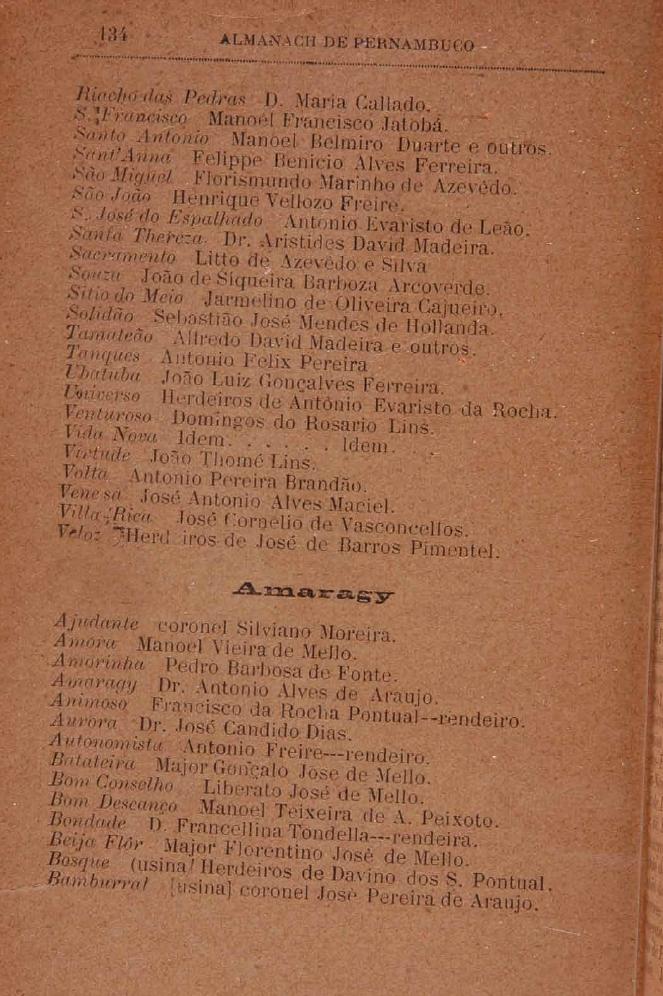 134
ALMANACH DE PERNAMBUCO
Riacho das Pedras D. Maria Callado.
S. Francisco Manoel Francisco Jatobá.
Santo Antonio Manoel Belmiro Duarte e outros.
Sant'Anna Felippe Benicio Alves Ferreira.
São Miguel Florismundo Marinho de Azevêdo.
São João Henrique Vellozo Freire.
S. José do Espalhado Antonio Evaristo de Leão.
Santa Thereza Dr. Aristides David Madeira.
Sacramento Litto de Azevêdo e Silva
Souza João de Siqueira Barboza Arcoverde.
Sitio do Meio Jarmelino de Oliveira Cajueiro.
Solidão Sebastião José Mendes de Hollanda.
Tamateão Alfredo David Madeira e outros.
Tanques Antonio Felix Pereira
Ubatuba João Luiz Gonçalves Ferreira.
Universo Herdeiros de Antônio Evaristo da Rocha.
Venturoso Domingos do Rosario Lins.
Vida Nova Idem. . . . . . Idem.
Virtude João Thomé Lins.
Volta Antonio Pereira Brandão.
Venesa José Antonio Alves Maciel.
Villa Rica José Cornelio de Vasconcellos.
Veloz Herd iros de José de Barros Pimentel.
Amaragy
Ajudante coronel Silviano Moreira.
Amora Manoel Vieira de Mello.
Amorinha Pedro Barbosa de Fonte.
Amaragy Dr. Antonio Alves de Araujo.
Animoso Francisco da Rocha Pontual--rendeiro.
Aurora Dr. José Candido Dias.
Autonomista Antonio Freire---rendeiro.
Batateira Major Gonçalo Jose de Mello.
Bom Conselho Liberato José de Mello.
Bom Descanço Manoel Teixeira de A. Peixoto.
Bondade D. Francellina Tondella---rendeira.
Beija Flôr Major Florentino José de Mello.
Bosque (usina) Herdeiros de Davino dos S. Pontual.
Bamburral [usina] coronel José Pereira de Araujo.